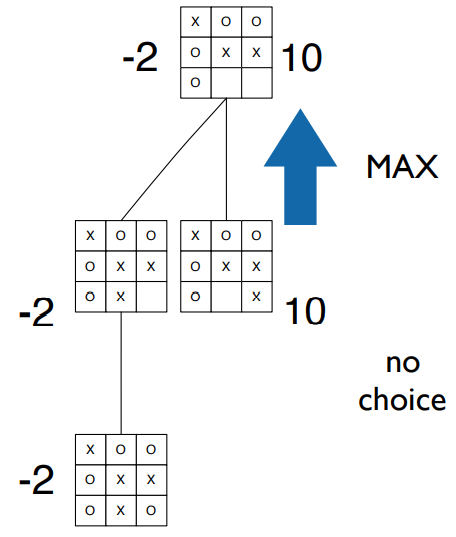 X O O
-2 O X X 10
O
MAX
X O O X O O
O X X O X X
-2 O X O X 10
no
choice
X O O
-2 O X X
O X O